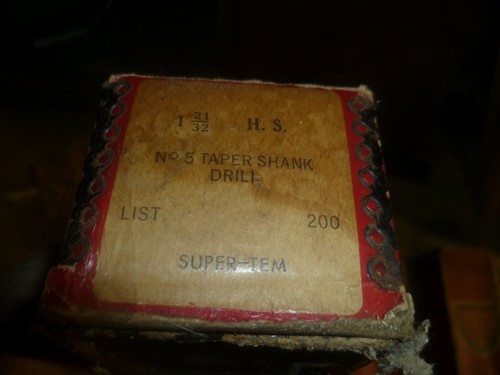 1 21/32 H. S.
No 5 TAPER SHANK
DRILL
LIST 200
SUPER-TEM